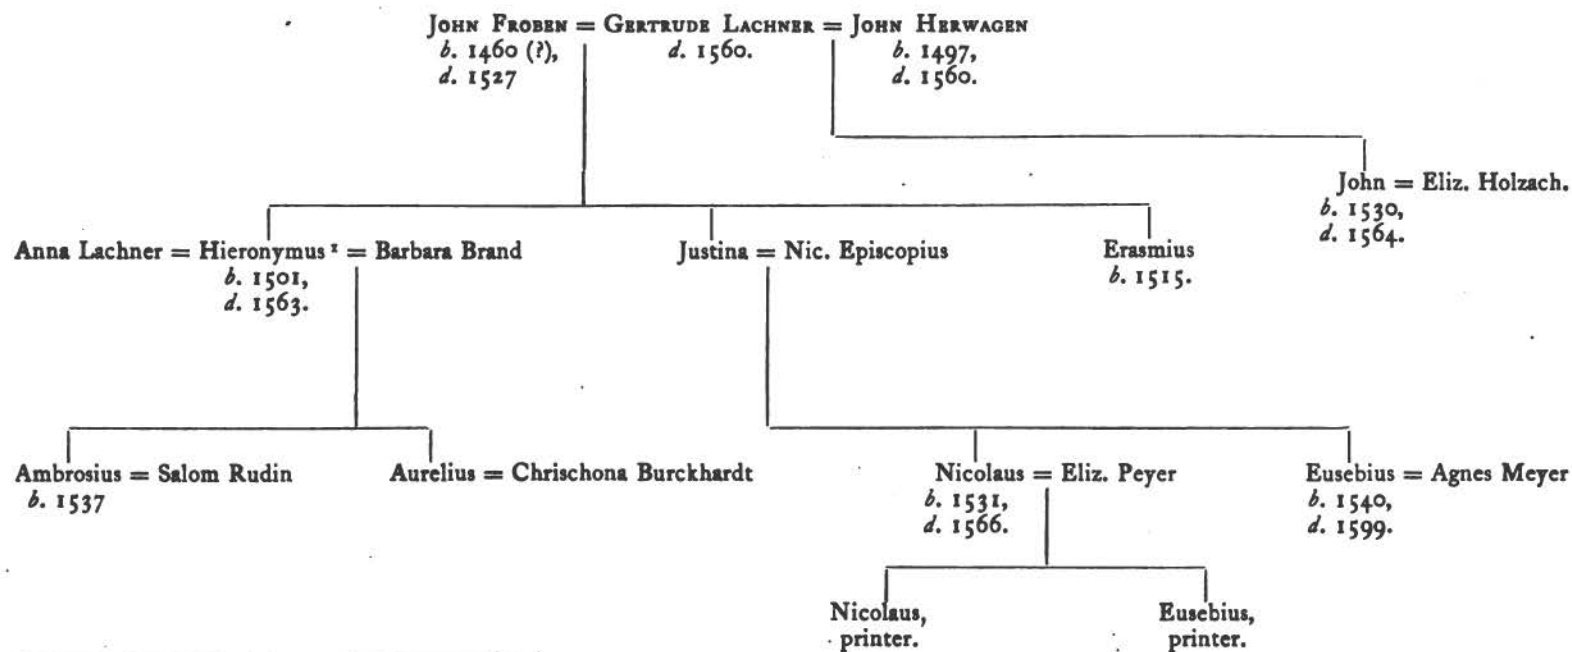 JOHN FROBEN = GERTRUDE LACHNER = JOHN HERWAGEN
b. 1460 (?), d. 1560. b. 1497,
d. 1527 d. 1560.
John = Eliz. Holzach.
b. 1530,
d. 1564.
Anna Lachner = Hieronymus ¹ = Barbara Brand Justina = Nic. Episcopius Erasmius
b. 1501, b. 1515.
d. 1563.
Ambrosius = Salom Rudin Aurelius = Chrischona Burckhardt Nicolaus = Eliz. Peyer Eusebius = Agnes Meyer
b. 1537 b. 1531, b. 1540,
d. 1566. d. 1599.
Nicolaus, Eusebius,
printer. printer.